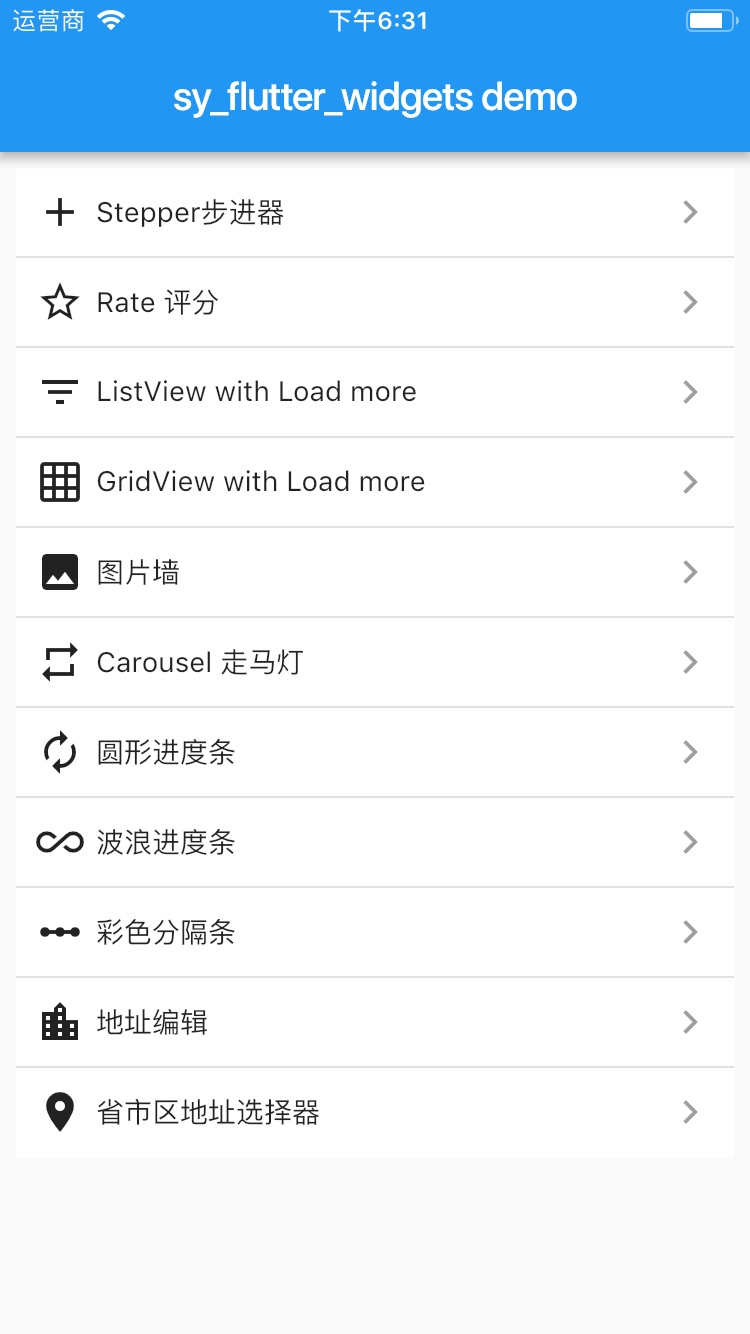 运营商 下午6:31
sy_flutter_widgets demo
Stepper步进器
Rate 评分
ListView with Load more
GridView with Load more
图片墙
Carousel 走马灯
圆形进度条
波浪进度条
彩色分隔条
地址编辑
省市区地址选择器